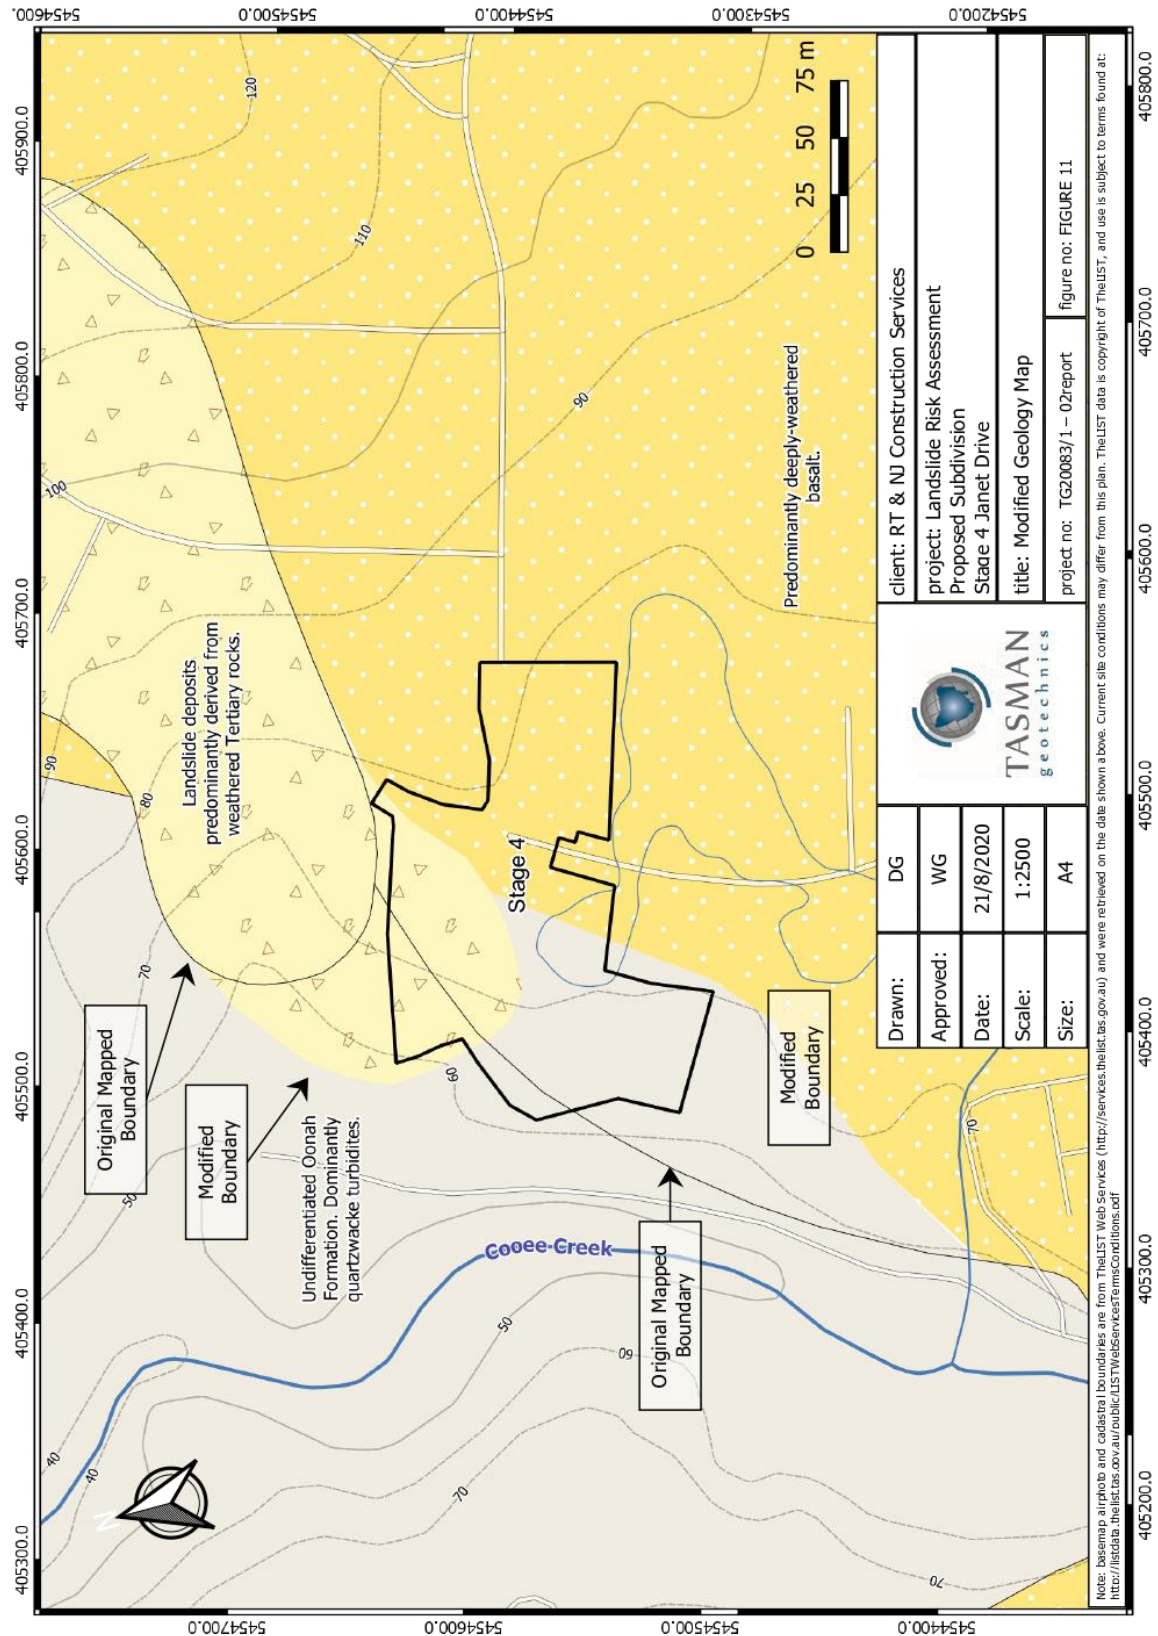 5454600.0
5454500.0
5454400.0
5454300.0
5454200.0
405300.0
405400.0
405500.0
405600.0
405700.0
405800.0
405900.0
120
110
100
90
90
80
70
60
50
50
60
70
40
40
70
70
N
Landslide deposits
predominantly derived from
weathered Tertiary rocks.
Original Mapped
Boundary
Modified
Boundary
Undifferentiated Oonah
Formation. Dominantly
quartzwacke turbidites.
Cooee Creek
Stage 4
Original Mapped
Boundary
Modified
Boundary
Predominantly deeply-weathered
basalt.
0 25 50 75 m
Drawn: DG
Approved: WG
Date: 21/8/2020
Scale: 1:2500
Size: A4
TASMAN
geotechnics
client: RT & NJ Construction Services
project: Landslide Risk Assessment
Proposed Subdivision
Stage 4 Janet Drive
title:: Modified Geology Map
project no: TG20083/1 – 02report
figure no: FIGURE 11
Note: basemap airphoto and cadastral boundaries are from TheLIST Web Services (http://services.thelist.tas.gov.au) and were retrieved on the date shown above. Current site conditions may differ from this plan. TheLIST data is copyright of TheLIST, and use is subject to terms found at:
http://listdata.thelist.tas.gov.au/public/LISTWebServicesTermsConditions.pdf
5454700.0
5454600.0
5454500.0
5454400.0
405200.0
405300.0
405400.0
405500.0
405600.0
405700.0
405800.0